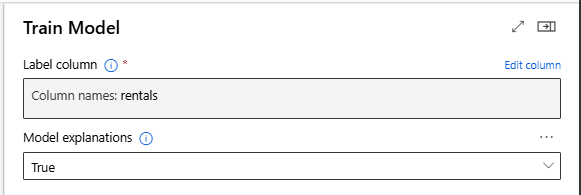 Train Model
Label column *
Edit column
Column names: rentals
Model explanations
...
True